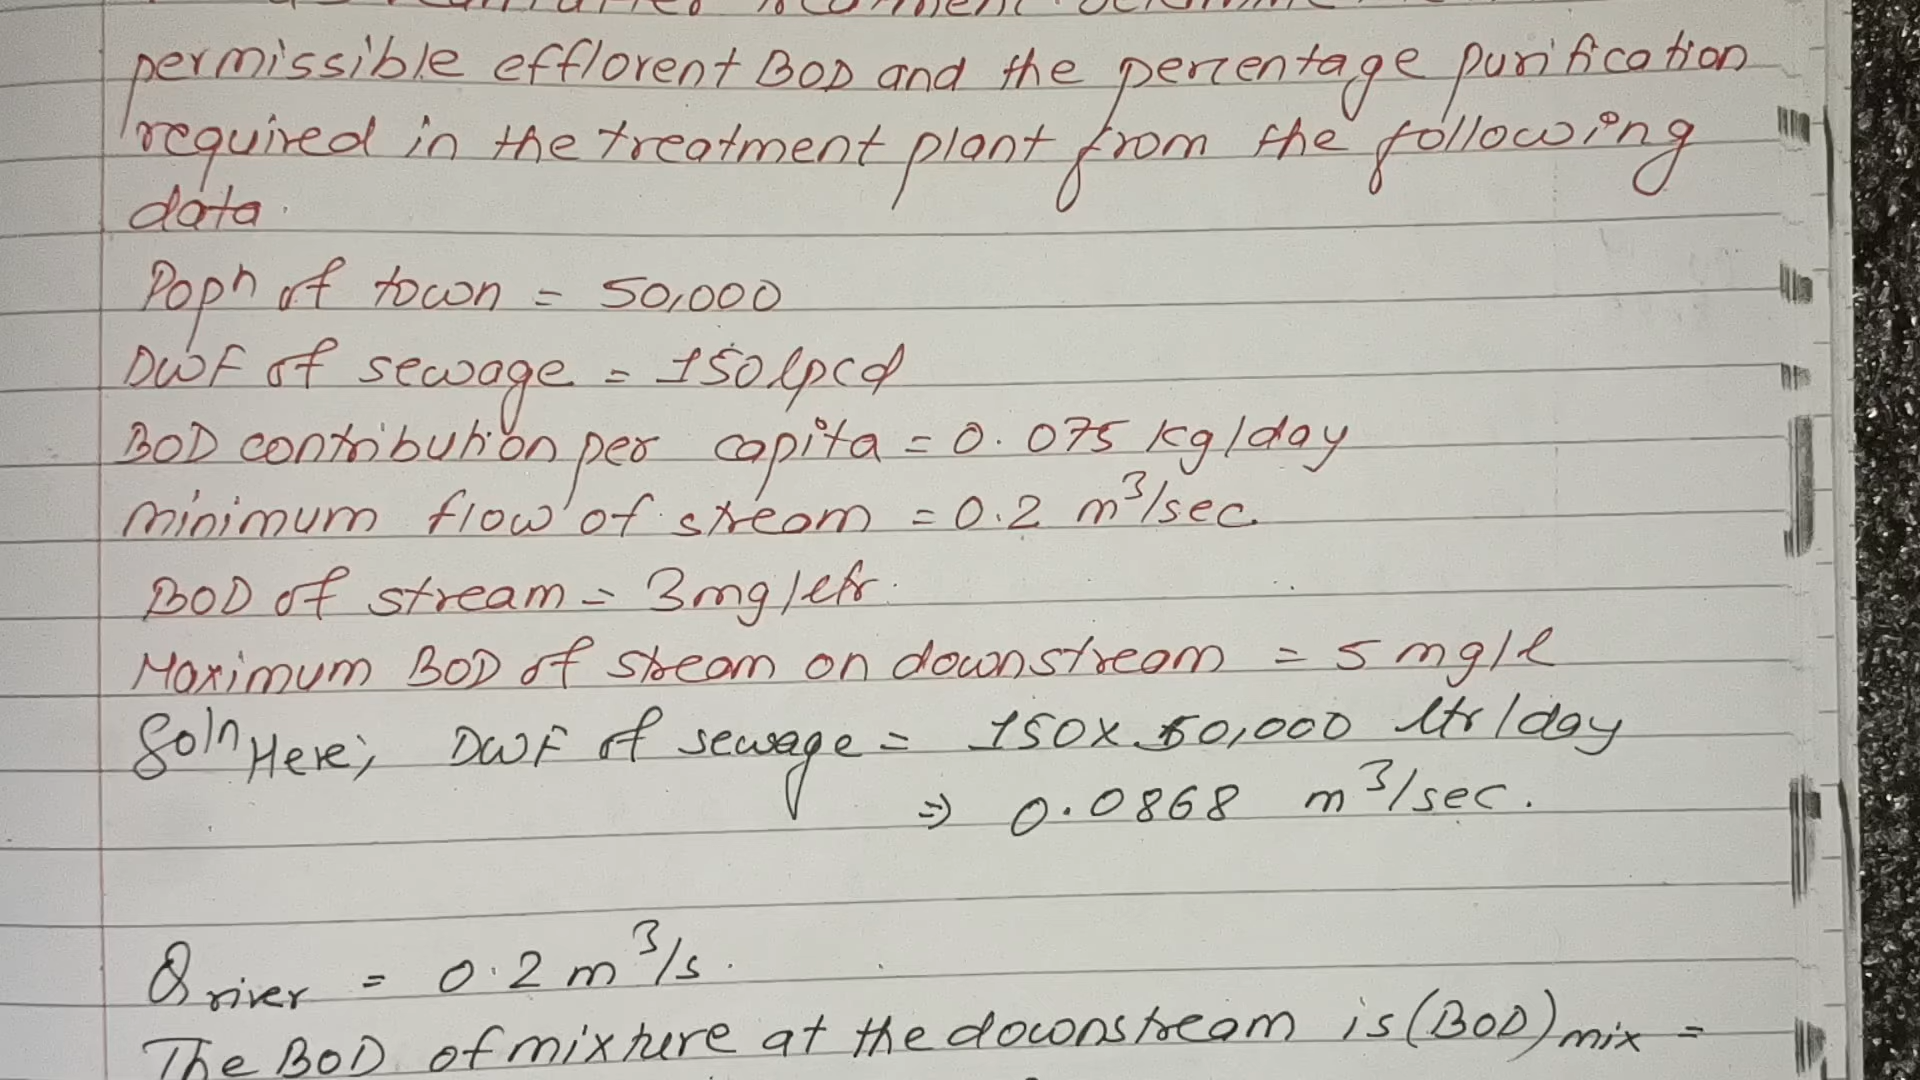 permissible efflorent BOD and the percentage purification
required in the treatment plant from the following
data.
Popn of town = 50,000
DWF of sewage = 150 lpcd
BOD contribution per capita = 0.075 kg/day
minimum flow of stream = 0.2 m³/sec.
BOD of stream = 3mg/ltr.
Maximum BOD of stream on downstream = 5 mg/l
Soln Here; DWF of sewage = 150 x 50,000 ltr/day
⇒ 0.0868 m³/sec.
Q river = 0.2 m³/s.
The BOD of mixture at the downstream is (BOD)mix =